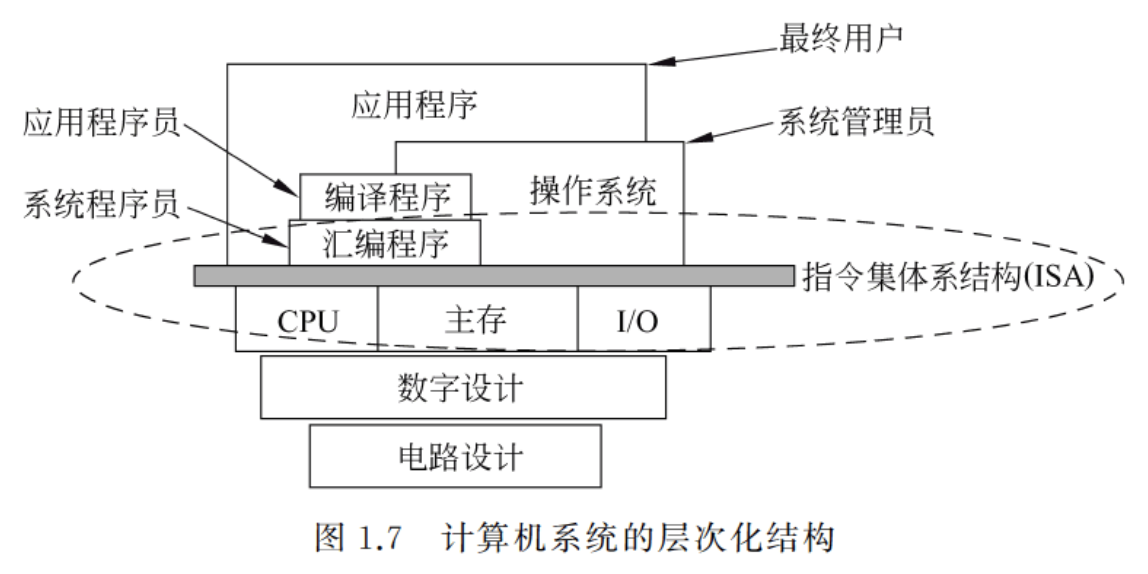 最终用户
应用程序
应用程序员
系统管理员
编译程序
操作系统
系统程序员
汇编程序
指令集体系结构(ISA)
CPU
主存
I/O
数字设计
电路设计
图 1.7 计算机系统的层次化结构